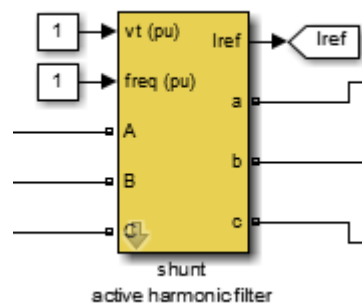 1
vt (pu)
Iref
Iref
1
freq (pu)
a
A
b
B
c
C
shunt
active harmonic filter